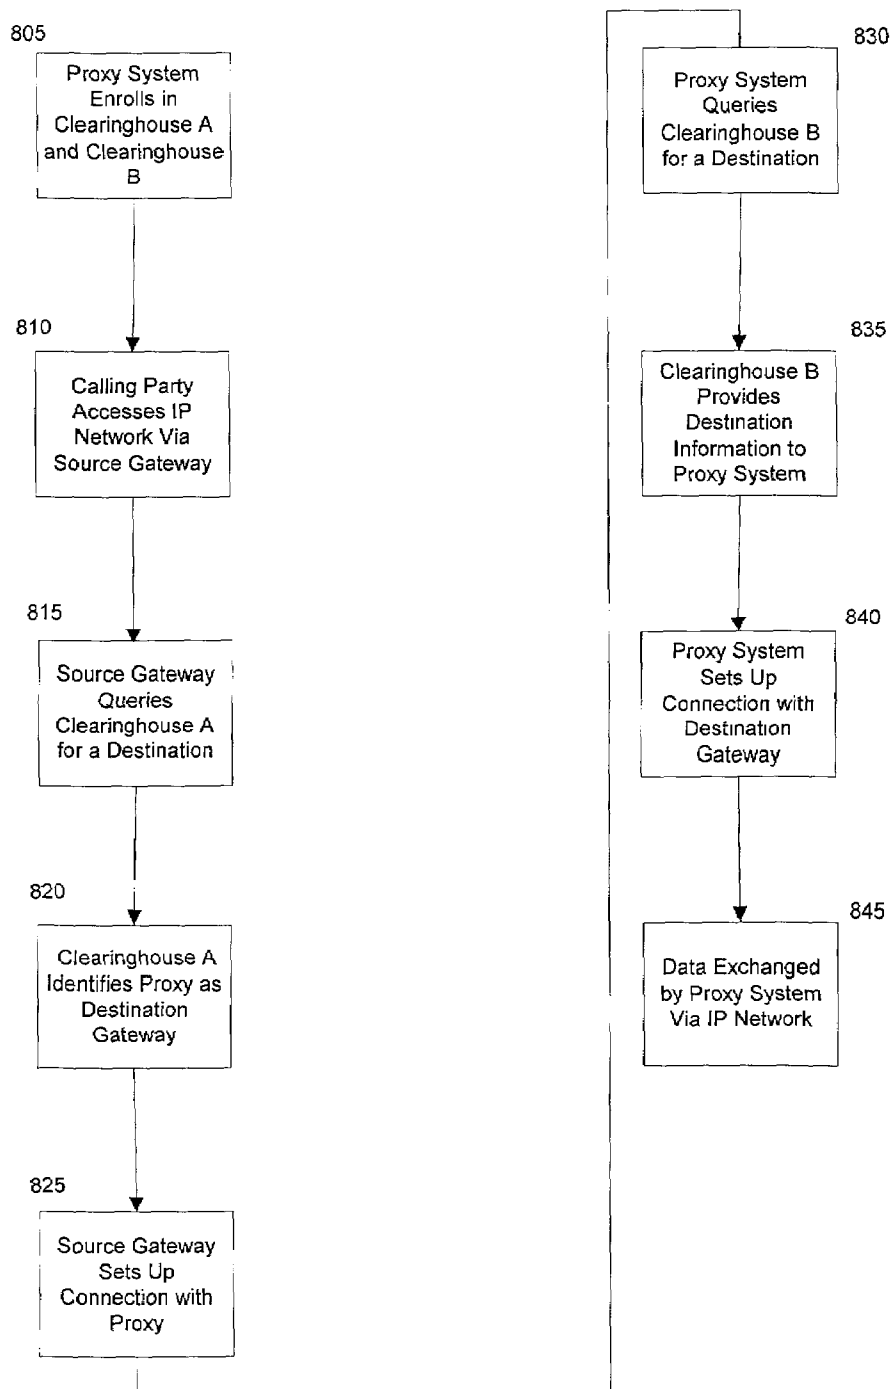 805
Proxy System
Enrolls in
Clearinghouse A
and Clearinghouse
B
810
Calling Party
Accesses IP
Network Via
Source Gateway
815
Source Gateway
Queries
Clearinghouse A
for a Destination
820
Clearinghouse A
Identifies Proxy as
Destination
Gateway
825
Source Gateway
Sets Up
Connection with
Proxy
830
Proxy System
Queries
Clearinghouse B
for a Destination
835
Clearinghouse B
Provides
Destination
Information to
Proxy System
840
Proxy System
Sets Up
Connection with
Destination
Gateway
845
Data Exchanged
by Proxy System
Via IP Network